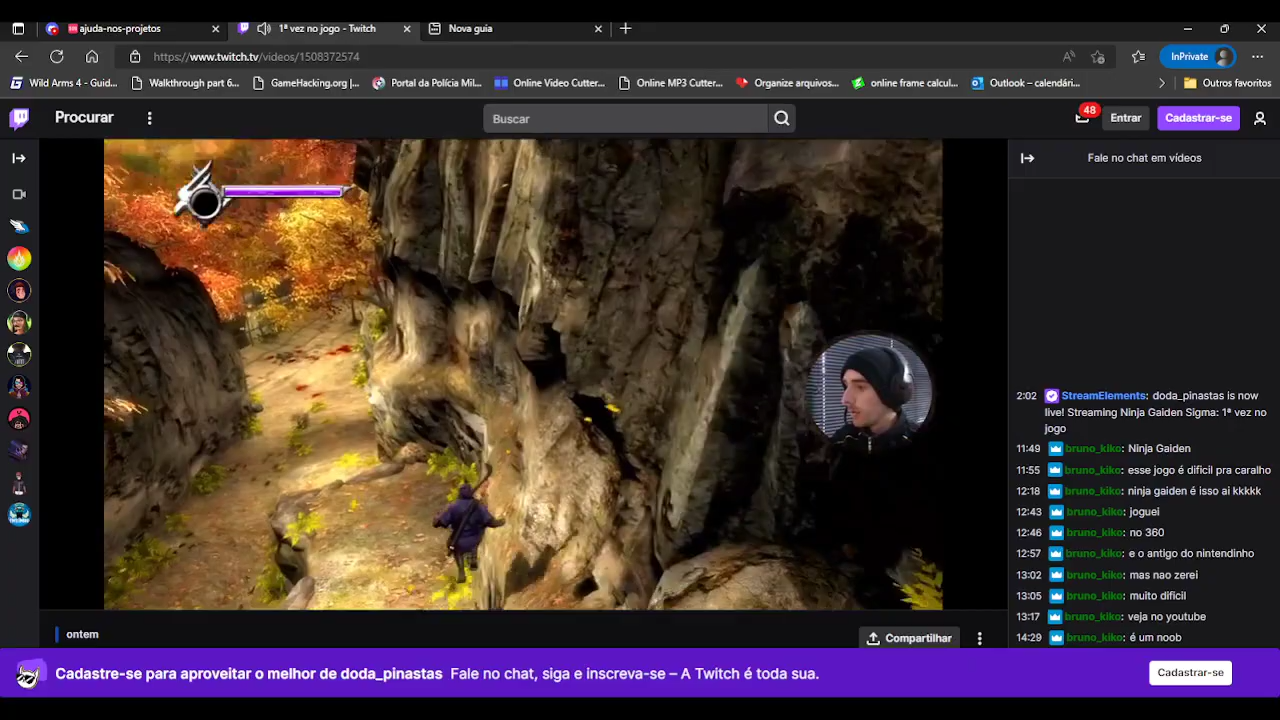 ajuda-nos-projetos
1ª vez no jogo - Twitch
Nova guia
https://www.twitch.tv/videos/1508372574
InPrivate
Wild Arms 4 - Guid...
Walkthrough part 6...
GameHacking.org |...
Portal da Polícia Mil...
Online Video Cutter...
Online MP3 Cutter...
Organize arquivos...
online frame calcul...
Outlook – calendári...
Outros favoritos
Procurar
Buscar
48
Entrar
Cadastrar-se
Fale no chat em vídeos
2:02 StreamElements: doda_pinastas is now
live! Streaming Ninja Gaiden Sigma: 1ª vez no
jogo
11:49 bruno_kiko: Ninja Gaiden
11:55 bruno_kiko: esse jogo é dificil pra caralho
12:18 bruno_kiko: ninja gaiden é isso ai kkkkk
12:43 bruno_kiko: joguei
12:46 bruno_kiko: no 360
12:57 bruno_kiko: e o antigo do nintendinho
13:02 bruno_kiko: mas nao zerei
13:05 bruno_kiko: muito dificil
13:17 bruno_kiko: veja no youtube
14:29 bruno_kiko: é um noob
ontem
Compartilhar
Cadastre-se para aproveitar o melhor de doda_pinastas Fale no chat, siga e inscreva-se – A Twitch é toda sua.
Cadastrar-se